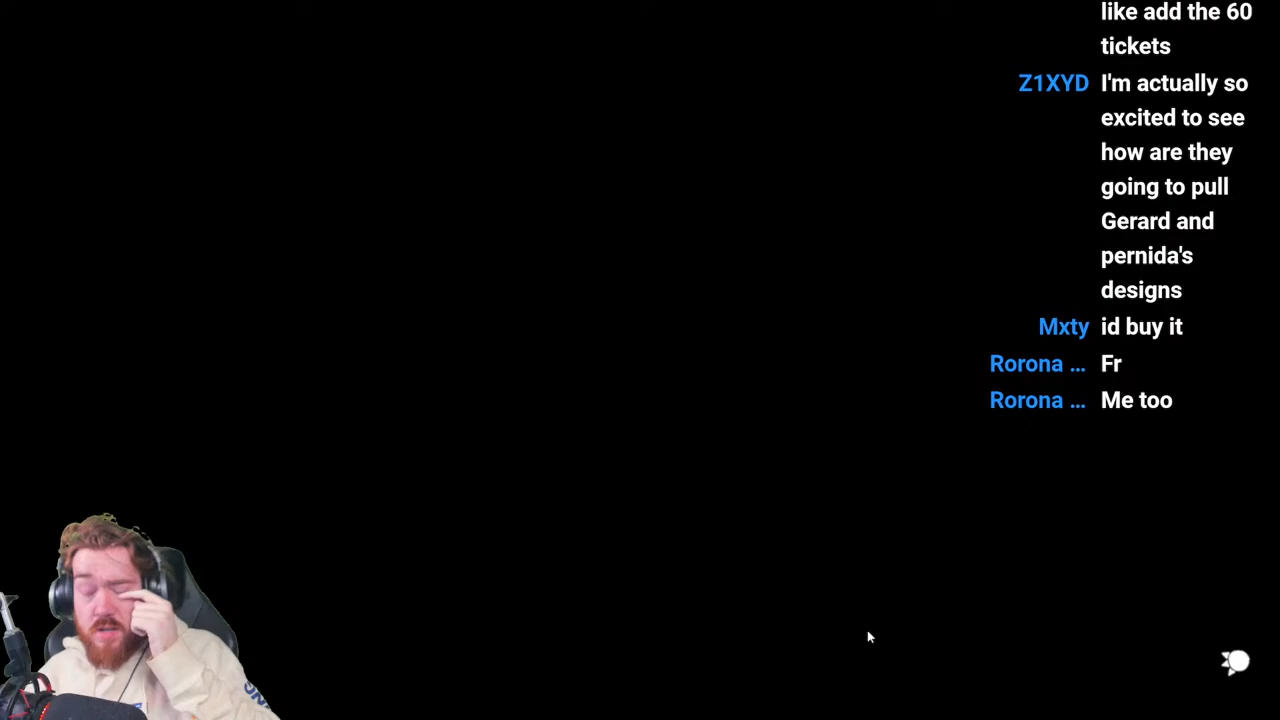 like add the 60
tickets
Z1XYD I'm actually so
excited to see
how are they
going to pull
Gerard and
pernida's
designs
Mxty id buy it
Rorona ... Fr
Rorona ... Me too